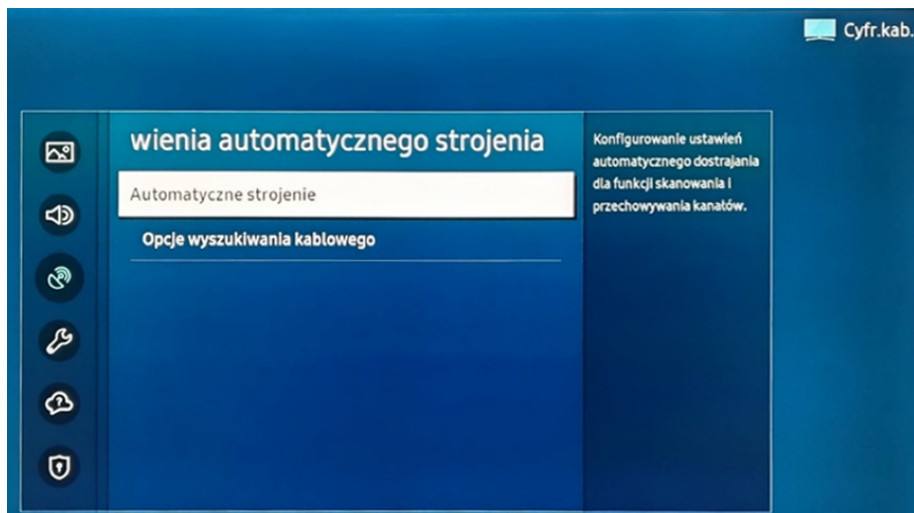 Cyfr.kab.
wienia automatycznego strojenia
Automatyczne strojenie
Opcje wyszukiwania kablowego
Konfigurowanie ustawień
automatycznego dostrajania
dla funkcji skanowania i
przechowywania kanałów.